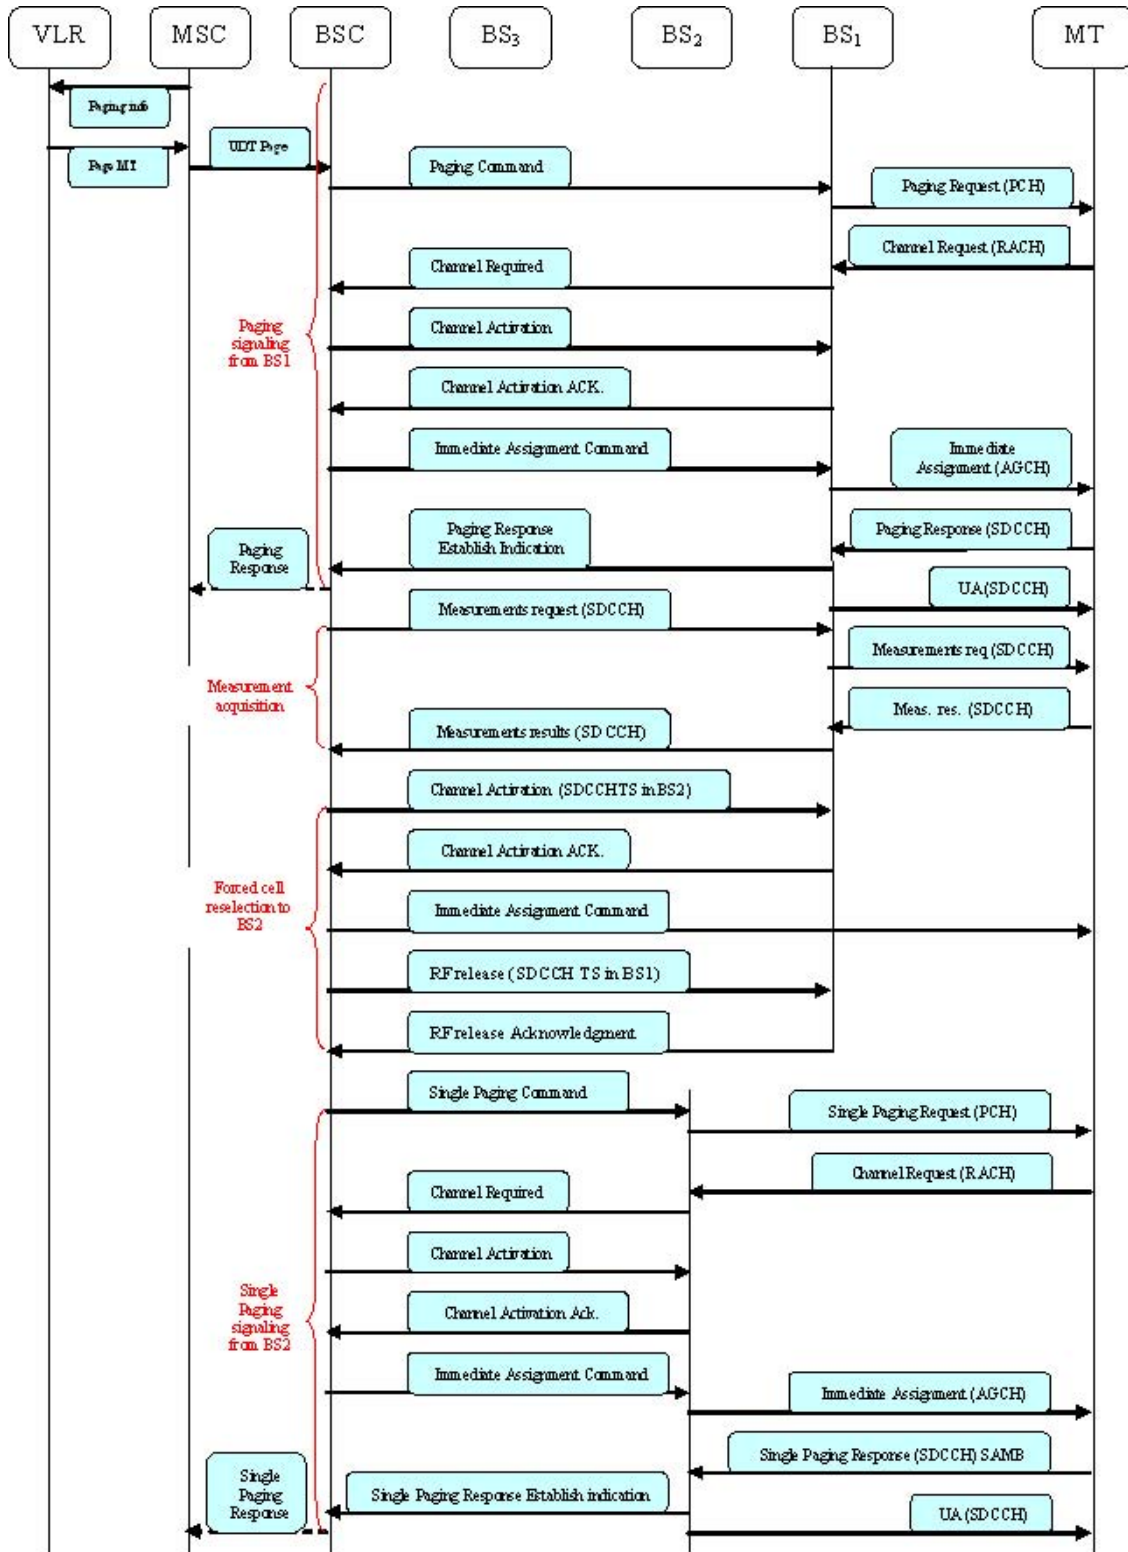 VLR MSC BSC BS3 BS2 BS1 MT
Paging info
Page MT
UDT Page
Paging Command
Paging Request (PCH)
Channel Request (RACH)
Channel Required
Paging
signaling
from BS1
Channel Activation
Channel Activation ACK.
Immediate Assignment Command
Immediate
Assignment (AGCH)
Paging Response (SDCCH)
Paging Response
Establish Indication
Paging
Response
UA(SDCCH)
Measurements request (SDCCH)
Measurements req (SDCCH)
Measurement
acquisition
Meas. res. (SDCCH)
Measurements results (SDCCH)
Channel Activation (SDCCHTS in BS2)
Channel Activation ACK.
Forced cell
reselection to
BS2
Immediate Assignment Command
RF release (SDCCH TS in BS1)
RF release Acknowledgment
Single Paging Command
Single Paging Request (PCH)
Channel Request (RACH)
Channel Required
Channel Activation
Single
Paging
signaling
from BS2
Channel Activation Ack.
Immediate Assignment Command
Immediate Assignment (AGCH)
Single Paging Response (SDCCH) SAMB
Single
Paging
Response
Single Paging Response Establish indication
UA (SDCCH)